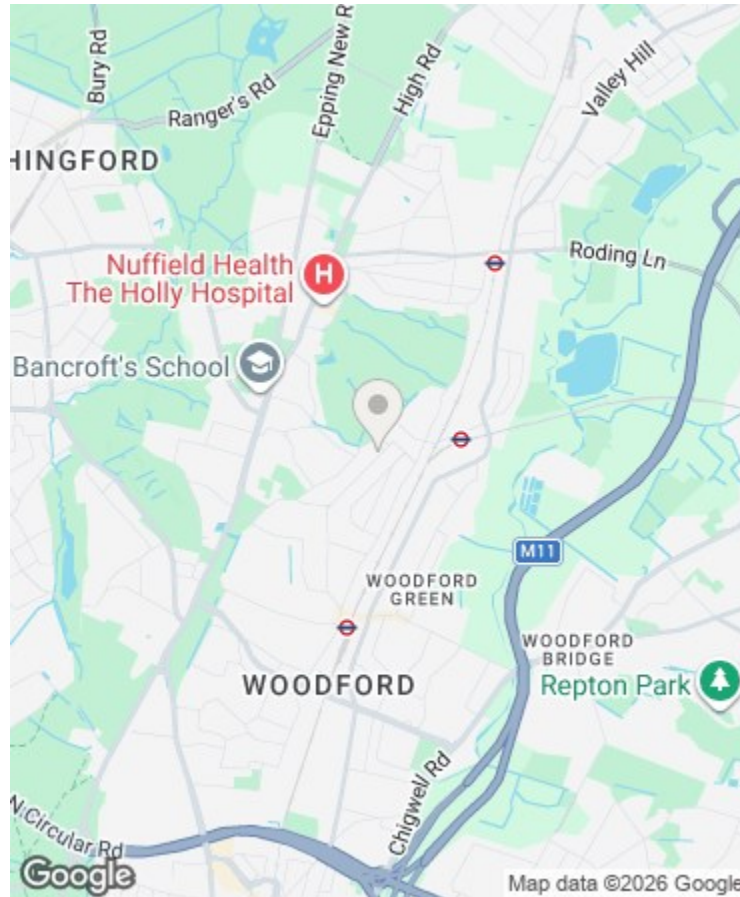 Bury Rd
Ranger's Rd
Epping New R
High Rd
Valley Hill
HINGFORD
Nuffield Health
The Holly Hospital
H
Roding Ln
Bancroft's School
M11
WOODFORD
GREEN
WOODFORD
BRIDGE
WOODFORD
Repton Park
Chigwell Rd
N Circular Rd
Google
Map data ©2026 Google